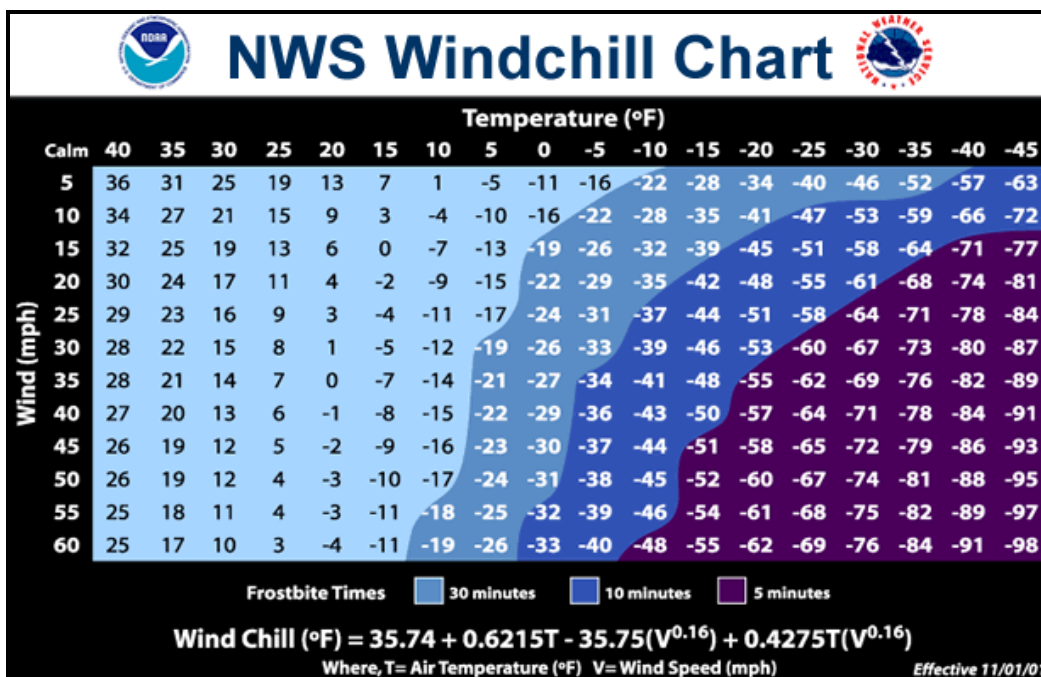 NOAA
NWS Windchill Chart
NATIONAL WEATHER SERVICE
Temperature (ºF)
Calm 40 35 30 25 20 15 10 5 0 -5 -10 -15 -20 -25 -30 -35 -40 -45
5 36 31 25 19 13 7 1 -5 -11 -16 -22 -28 -34 -40 -46 -52 -57 -63
10 34 27 21 15 9 3 -4 -10 -16 -22 -28 -35 -41 -47 -53 -59 -66 -72
15 32 25 19 13 6 0 -7 -13 -19 -26 -32 -39 -45 -51 -58 -64 -71 -77
20 30 24 17 11 4 -2 -9 -15 -22 -29 -35 -42 -48 -55 -61 -68 -74 -81
25 29 23 16 9 3 -4 -11 -17 -24 -31 -37 -44 -51 -58 -64 -71 -78 -84
30 28 22 15 8 1 -5 -12 -19 -26 -33 -39 -46 -53 -60 -67 -73 -80 -87
35 28 21 14 7 0 -7 -14 -21 -27 -34 -41 -48 -55 -62 -69 -76 -82 -89
40 27 20 13 6 -1 -8 -15 -22 -29 -36 -43 -50 -57 -64 -71 -78 -84 -91
45 26 19 12 5 -2 -9 -16 -23 -30 -37 -44 -51 -58 -65 -72 -79 -86 -93
50 26 19 12 4 -3 -10 -17 -24 -31 -38 -45 -52 -60 -67 -74 -81 -88 -95
55 25 18 11 4 -3 -11 -18 -25 -32 -39 -46 -54 -61 -68 -75 -82 -89 -97
60 25 17 10 3 -4 -11 -19 -26 -33 -40 -48 -55 -62 -69 -76 -84 -91 -98
Wind (mph)
Frostbite Times 30 minutes 10 minutes 5 minutes
Wind Chill (ºF) = 35.74 + 0.6215T - 35.75(V^0.16) + 0.4275T(V^0.16)
Where, T= Air Temperature (ºF) V= Wind Speed (mph)
Effective 11/01/01